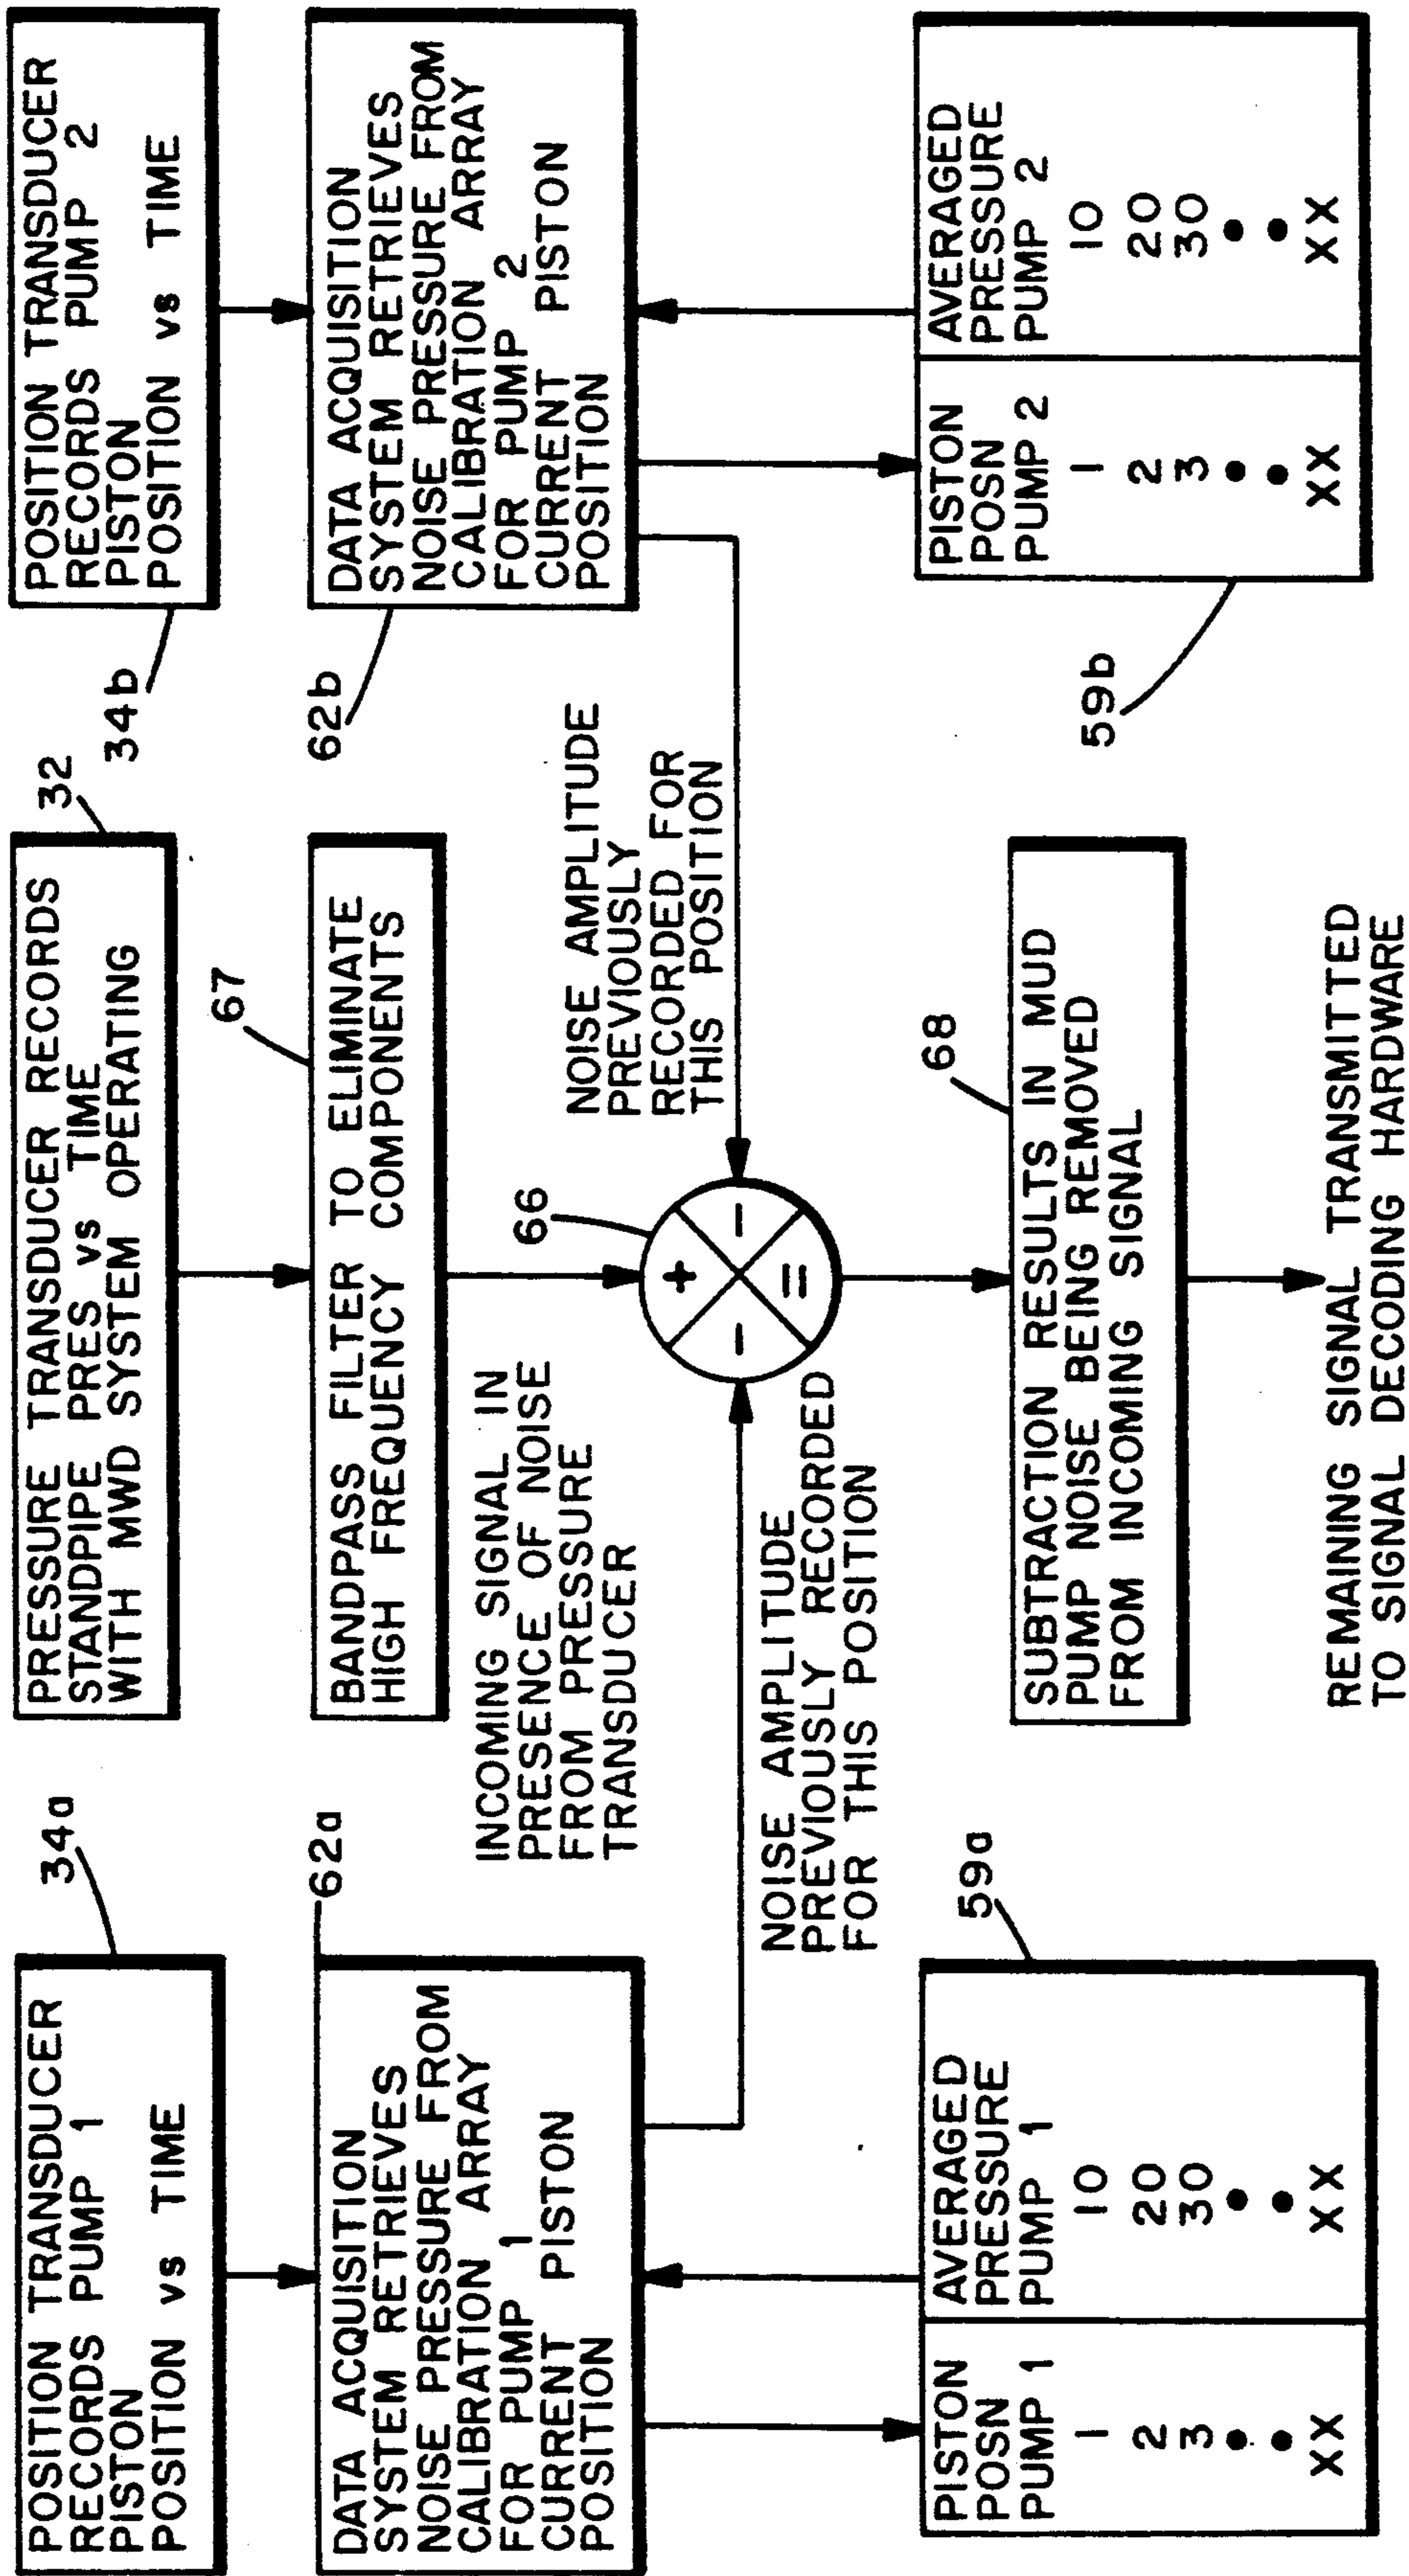 POSITION TRANSDUCER
RECORDS PUMP 1
PISTON
POSITION vs TIME
34a
PRESSURE TRANSDUCER RECORDS
STANDPIPE PRES vs TIME
WITH MWD SYSTEM OPERATING
32
POSITION TRANSDUCER
RECORDS PUMP 2
PISTON
POSITION vs TIME
34b
DATA ACQUISITION
SYSTEM RETRIEVES
NOISE PRESSURE FROM
CALIBRATION ARRAY
FOR PUMP 1
CURRENT PISTON
POSITION
62a
BANDPASS FILTER TO ELIMINATE
HIGH FREQUENCY COMPONENTS
67
DATA ACQUISITION
SYSTEM RETRIEVES
NOISE PRESSURE FROM
CALIBRATION ARRAY
FOR PUMP 2
CURRENT PISTON
POSITION
62b
INCOMING SIGNAL IN
PRESENCE OF NOISE
FROM PRESSURE
TRANSDUCER
66
+
− −
=
NOISE AMPLITUDE
PREVIOUSLY
RECORDED FOR
THIS POSITION
NOISE AMPLITUDE
PREVIOUSLY RECORDED
FOR THIS POSITION
PISTON
POSN
PUMP 1
1
2
3
•
•
XX
AVERAGED
PRESSURE
PUMP 1
10
20
30
•
•
XX
59a
SUBTRACTION RESULTS IN MUD
PUMP NOISE BEING REMOVED
FROM INCOMING SIGNAL
68
PISTON
POSN
PUMP 2
1
2
3
•
•
XX
AVERAGED
PRESSURE
PUMP 2
10
20
30
•
•
XX
59b
REMAINING SIGNAL TRANSMITTED
TO SIGNAL DECODING HARDWARE